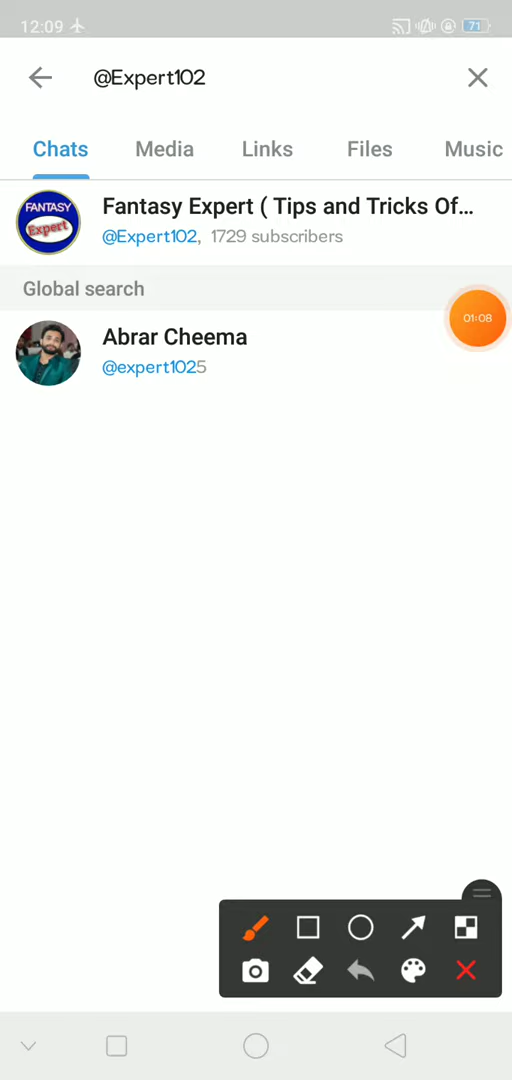 12:09
71
@Expert102
Chats Media Links Files Music
FANTASY
Expert
Fantasy Expert ( Tips and Tricks Of...
@Expert102, 1729 subscribers
Global search
01:08
Abrar Cheema
@expert1025